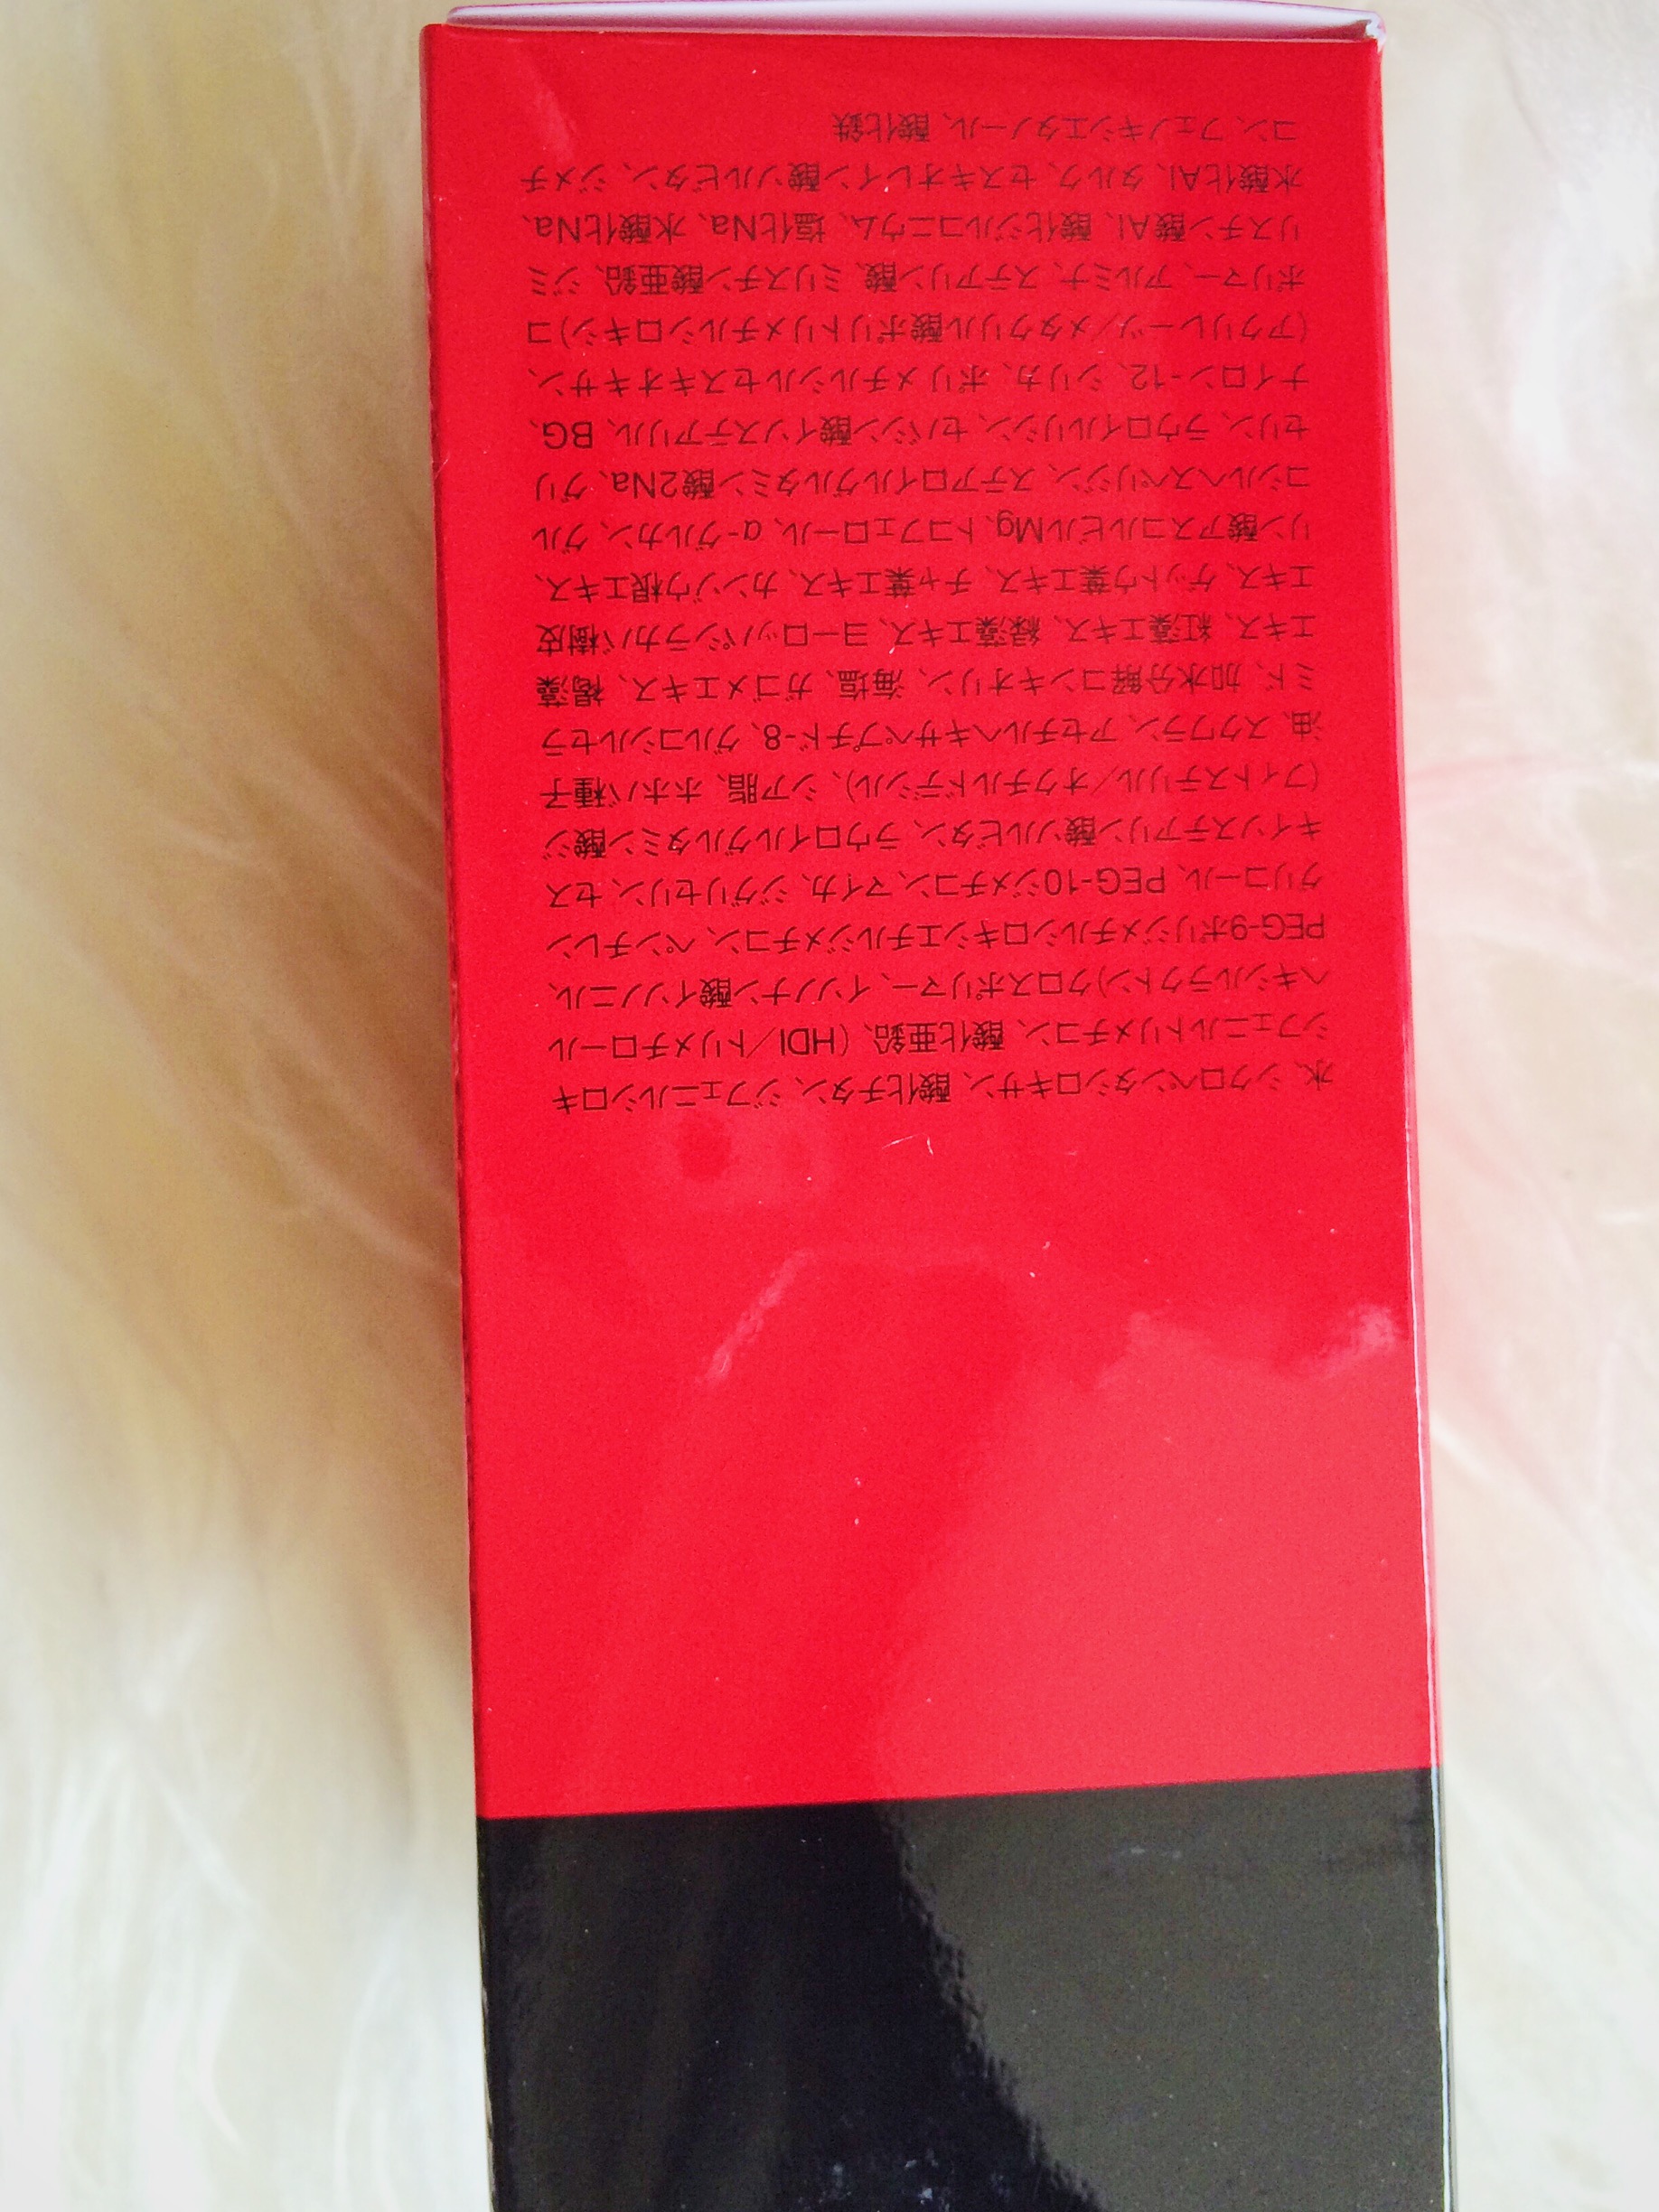 水、シクロペンタシロキサン、酸化チタン、ジフェニルシロキ
シフェニルトリメチコン、酸化亜鉛、(HDI/トリメチロール
ヘキシルラクトン)クロスポリマー、イソノナン酸イソノニル、
PEG-9ポリジメチルシロキシエチルジメチコン、ペンチレン
グリコール、PEG-10ジメチコン、マイカ、ジグリセリン、セス
キイソステアリン酸ソルビタン、ラウロイルグルタミン酸ジ
(フィトステリル/オクチルドデシル)、シア脂、ホホバ種子
油、スクワラン、アセチルヘキサペプチド-8、グルコシルセラ
ミド、加水分解コンキオリン、海塩、ガゴメエキス、褐藻
エキス、紅藻エキス、緑藻エキス、ヨーロッパシラカバ樹皮
エキス、ゲットウ葉エキス、チャ葉エキス、カンゾウ根エキス、
リン酸アスコルビルMg、トコフェロール、α-グルカン、グル
コシルヘスペリジン、ステアロイルグルタミン酸2Na、グリ
セリン、ラウロイルリシン、セバシン酸イソステアリル、BG、
ナイロン-12、シリカ、ポリメチルシルセスキオキサン、
(アクリレーツ/メタクリル酸ポリトリメチルシロキシ)コ
ポリマー、アルミナ、ステアリン酸、ミリスチン酸亜鉛、ジミ
リスチン酸Al、酸化ジルコニウム、塩化Na、水酸化Na、
水酸化Al、タルク、セスキオレイン酸ソルビタン、ジメチ
コン、フェノキシエタノール、酸化鉄